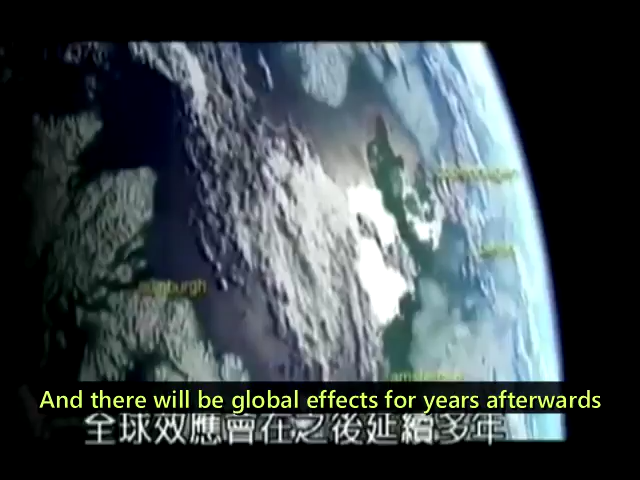 edinburgh
And there will be global effects for years afterwards
全球效應會在之後延續多年